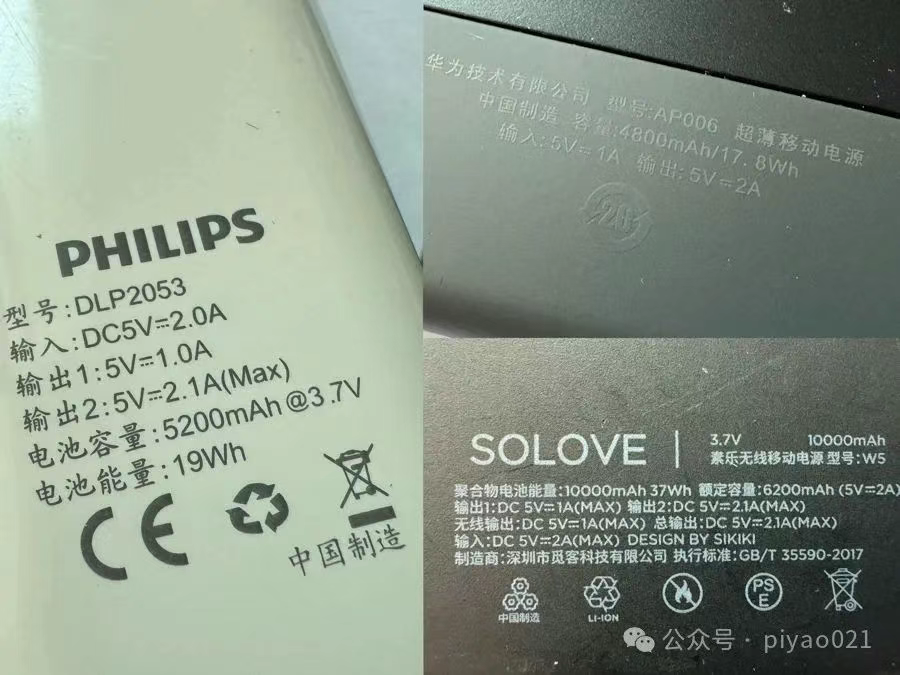 PHILIPS
型号:DLP2053
输入:DC5V⎓2.0A
输出1:5V⎓1.0A
输出2:5V⎓2.1A(Max)
电池容量:5200mAh@3.7V
电池能量:19Wh
CE
中国制造
华为技术有限公司 型号:AP006 超薄移动电源
中国制造 容量:4800mAh/17.8Wh
输入:5V⎓1A 输出:5V⎓2A
20
SOLOVE
3.7V 10000mAh
素乐无线移动电源 型号:W5
聚合物电池能量:10000mAh 37Wh 额定容量:6200mAh (5V⎓2A)
输出1:DC 5V⎓1A(MAX) 输出2:DC 5V⎓2.1A(MAX)
无线输出:DC 5V⎓1A(MAX) 总输出:DC 5V⎓2.1A(MAX)
输入:DC 5V⎓2A(MAX) DESIGN BY SIKIKI
制造商:深圳市觅客科技有限公司 执行标准:GB/T 35590-2017
中国制造
LI-ION
PS
E
公众号 · piyao021